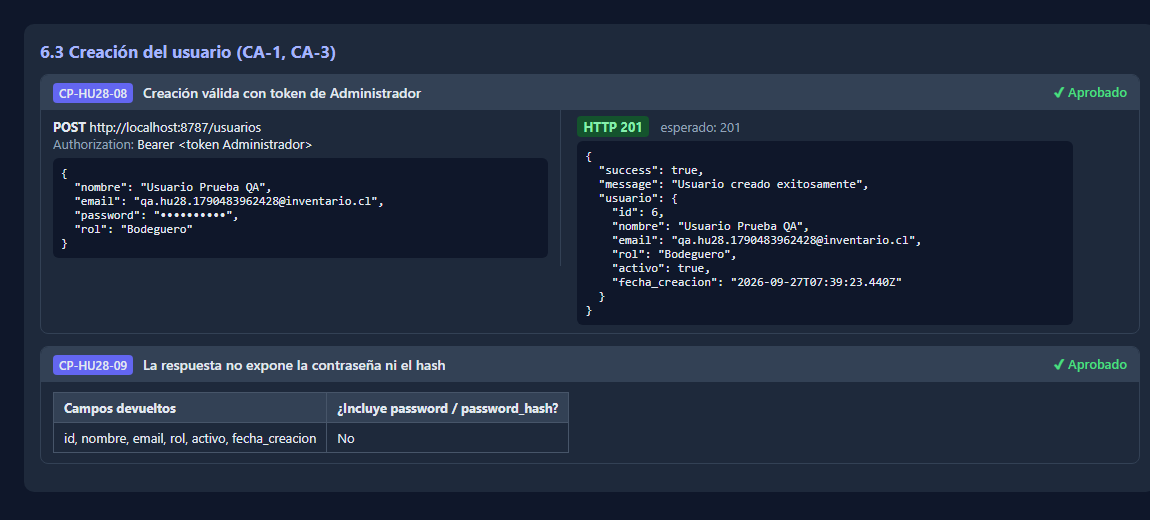 6.3 Creación del usuario (CA-1, CA-3)
CP-HU28-08 Creación válida con token de Administrador ✓ Aprobado
POST http://localhost:8787/usuarios
Authorization: Bearer <token Administrador>
{
  "nombre": "Usuario Prueba QA",
  "email": "qa.hu28.1790483962428@inventario.cl",
  "password": "••••••••••",
  "rol": "Bodeguero"
}
HTTP 201 esperado: 201
{
  "success": true,
  "message": "Usuario creado exitosamente",
  "usuario": {
    "id": 6,
    "nombre": "Usuario Prueba QA",
    "email": "qa.hu28.1790483962428@inventario.cl",
    "rol": "Bodeguero",
    "activo": true,
    "fecha_creacion": "2026-09-27T07:39:23.440Z"
  }
}
CP-HU28-09 La respuesta no expone la contraseña ni el hash ✓ Aprobado
Campos devueltos ¿Incluye password / password_hash?
id, nombre, email, rol, activo, fecha_creacion No